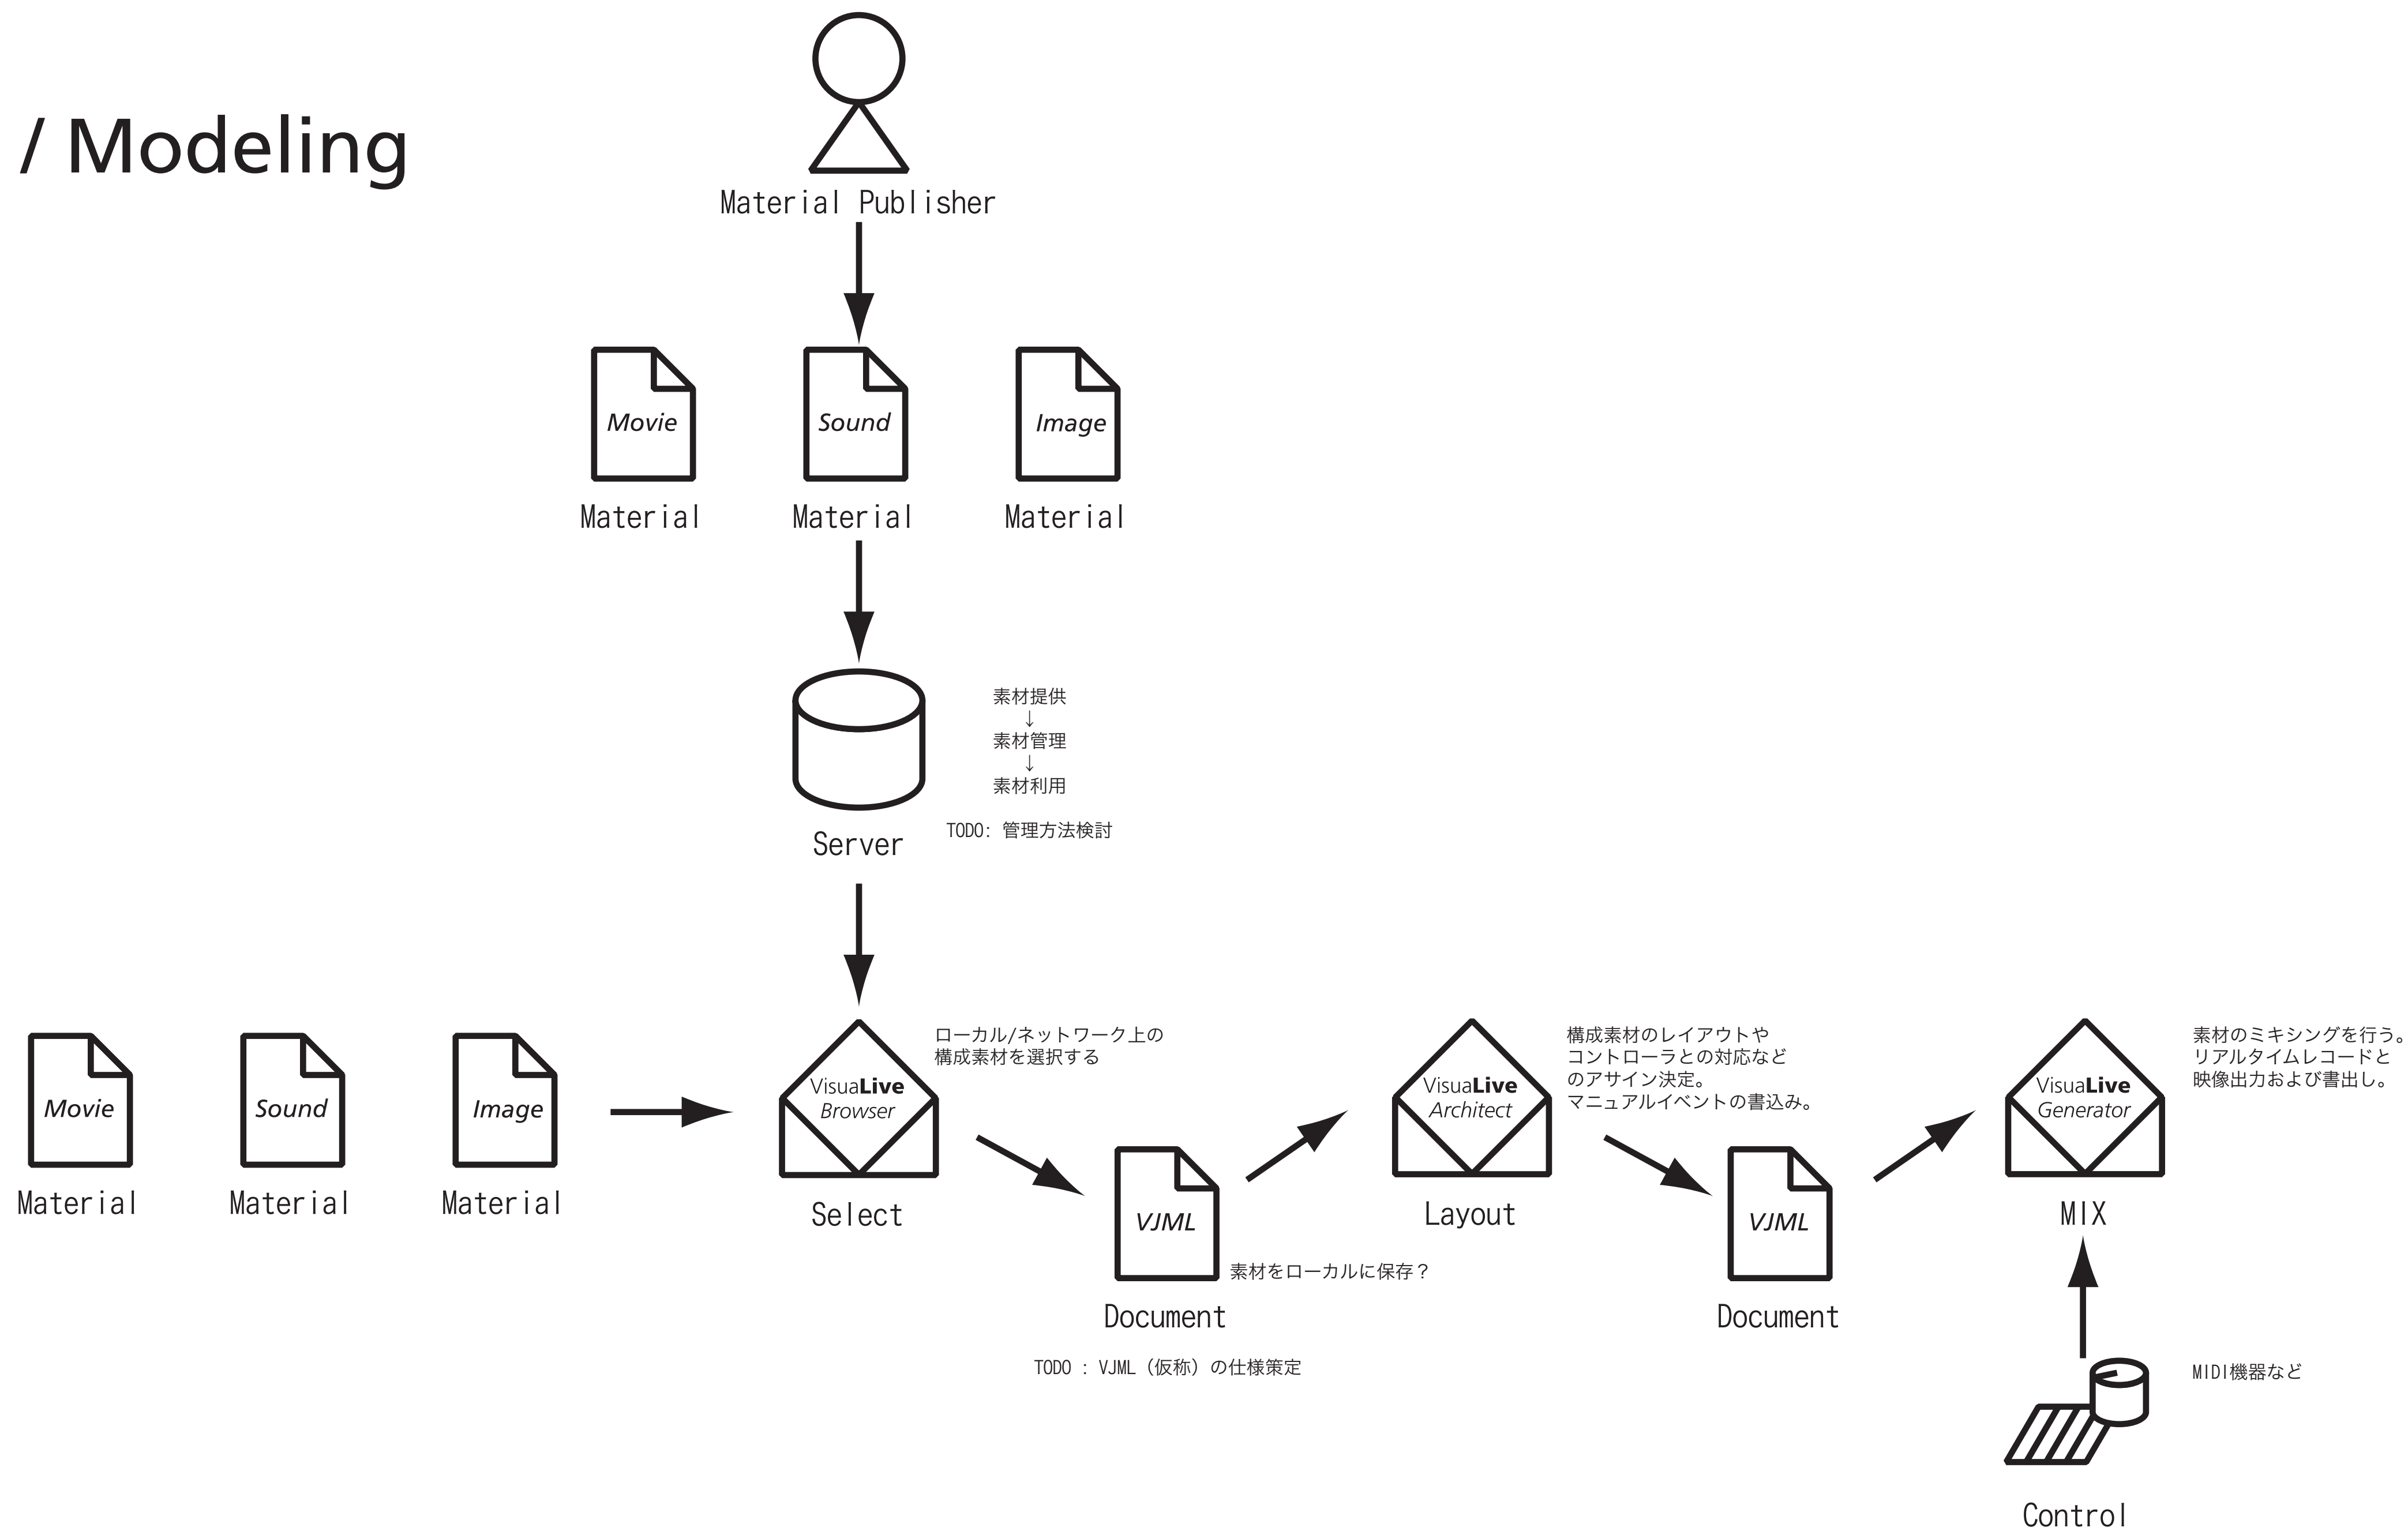 / Modeling
Material Publisher
Movie
Sound
Image
Material
Material
Material
素材提供
↓
素材管理
↓
素材利用
Server
TODO: 管理方法検討
Movie
Sound
Image
Material
Material
Material
VisuaLive
Browser
Select
ローカル/ネットワーク上の
構成素材を選択する
VJML
素材をローカルに保存？
Document
TODO : VJML（仮称）の仕様策定
VisuaLive
Architect
Layout
構成素材のレイアウトや
コントローラとの対応など
のアサイン決定。
マニュアルイベントの書込み。
VJML
Document
VisuaLive
Generator
MIX
素材のミキシングを行う。
リアルタイムレコードと
映像出力および書出し。
MIDI機器など
Control